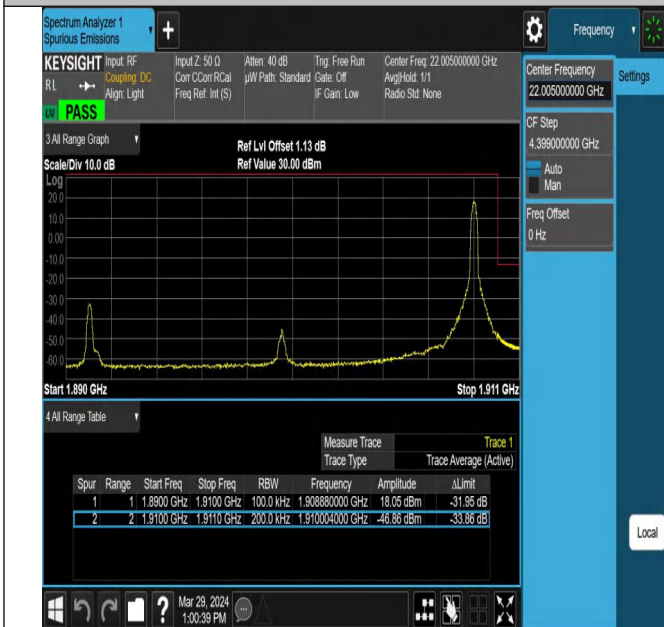 Spectrum Analyzer 1
Spurious Emissions
Frequency
KEYSIGHT
Input: RF
Coupling: DC
Align: Light
Input Z: 50 Ω
Corr CCorr RCal
Freq Ref: Int (S)
Atten: 40 dB
µW Path: Standard
Trig: Free Run
Gate: Off
IF Gain: Low
Center Freq: 22.005000000 GHz
Avg|Hold: 1/1
Radio Std: None
RL
PASS
Center Frequency
22.005000000 GHz
Settings
CF Step
4.399000000 GHz
Auto
Man
Freq Offset
0 Hz
3 All Range Graph
Ref Lvl Offset 1.13 dB
Scale/Div 10.0 dB
Ref Value 30.00 dBm
Log
20.0
10.0
0.00
-10.0
-20.0
-30.0
-40.0
-50.0
-60.0
Start 1.890 GHz
Stop 1.911 GHz
4 All Range Table
Measure Trace Trace 1
Trace Type Trace Average (Active)
Spur Range Start Freq Stop Freq RBW Frequency Amplitude ΔLimit
1 1 1.8900 GHz 1.9100 GHz 100.0 kHz 1.908880000 GHz 18.05 dBm -31.95 dB
2 2 1.9100 GHz 1.9110 GHz 200.0 kHz 1.910004000 GHz -46.86 dBm -33.86 dB
Local
Mar 29, 2024
1:00:39 PM